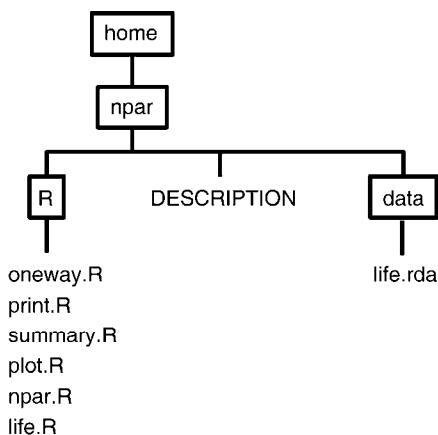 home
npar
R
DESCRIPTION
data
oneway.R
print.R
summary.R
plot.R
npar.R
life.R
life.rda